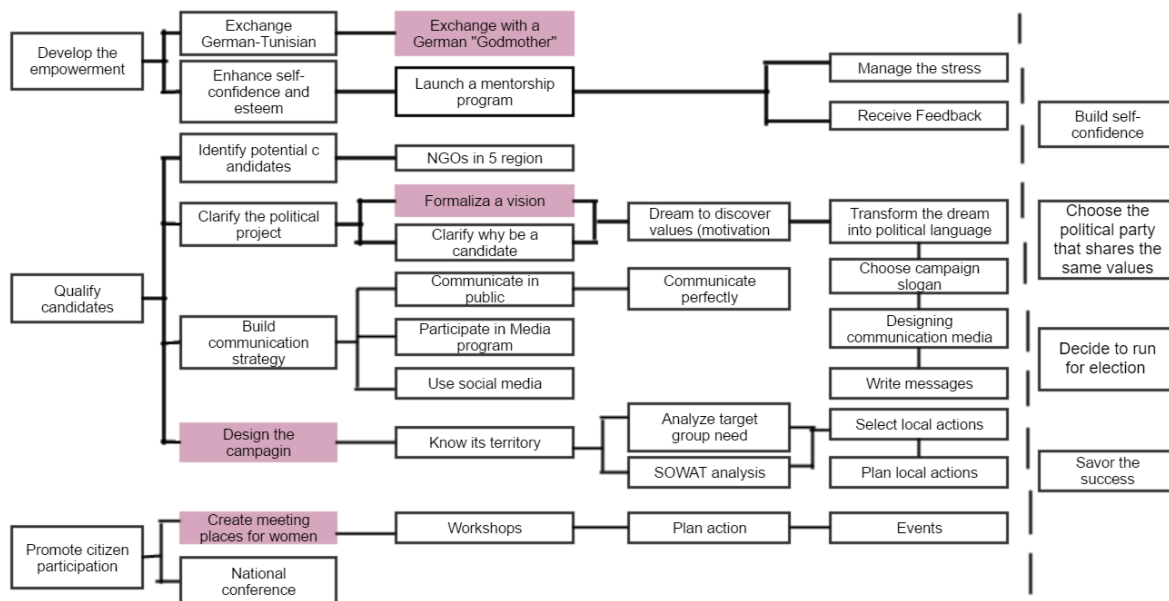 Develop the
empowerment
Exchange
German-Tunisian
Exchange with a
German "Godmother"
Enhance self-
confidence and
esteem
Launch a mentorship
program
Manage the stress
Receive Feedback
Build self-
confidence
Identify potential c
andidates
NGOs in 5 region
Clarify the political
project
Formaliza a vision
Clarify why be a
candidate
Dream to discover
values (motivation
Transform the dream
into political language
Choose the
political party
that shares the
same values
Choose campaign
slogan
Qualify
candidates
Build
communication
strategy
Communicate in
public
Communicate
perfectly
Participate in Media
program
Use social media
Designing
communication media
Write messages
Decide to run
for election
Design the
campagin
Know its territory
Analyze target
group need
SOWAT analysis
Select local actions
Plan local actions
Savor the
success
Promote citizen
participation
Create meeting
places for women
Workshops
Plan action
Events
National
conference